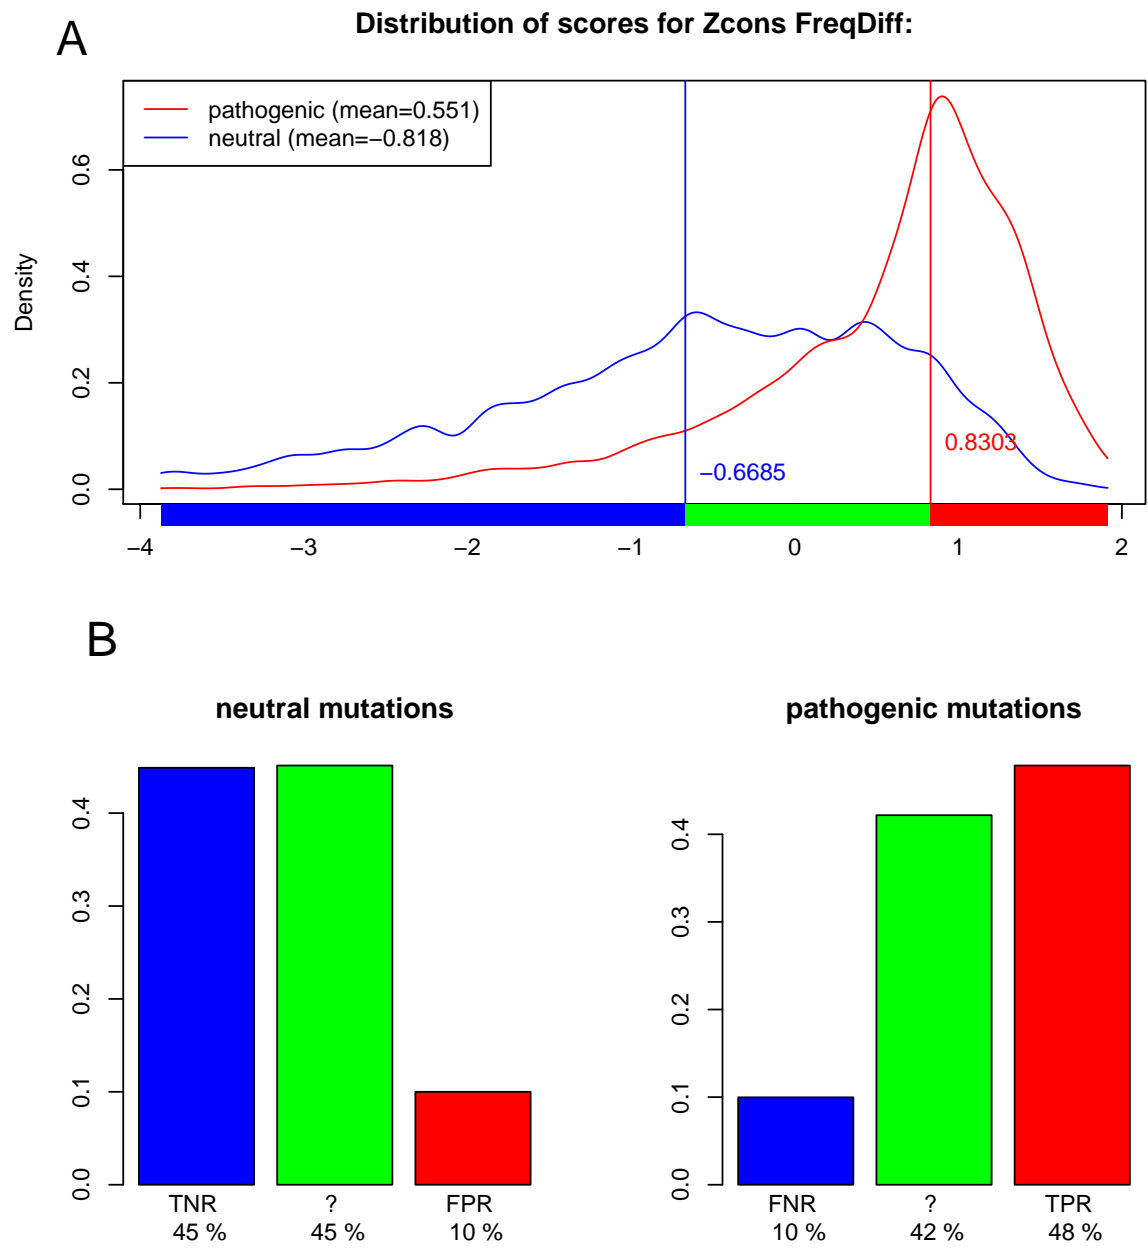 A
Distribution of scores for Zcons FreqDiff:
pathogenic (mean=0.551)
neutral (mean=−0.818)
Density
0.0
0.2
0.4
0.6
0.8303
−0.6685
−4
−3
−2
−1
0
1
2
B
neutral mutations
0.0
0.1
0.2
0.3
0.4
TNR
45 %
?
45 %
FPR
10 %
pathogenic mutations
0.0
0.1
0.2
0.3
0.4
FNR
10 %
?
42 %
TPR
48 %